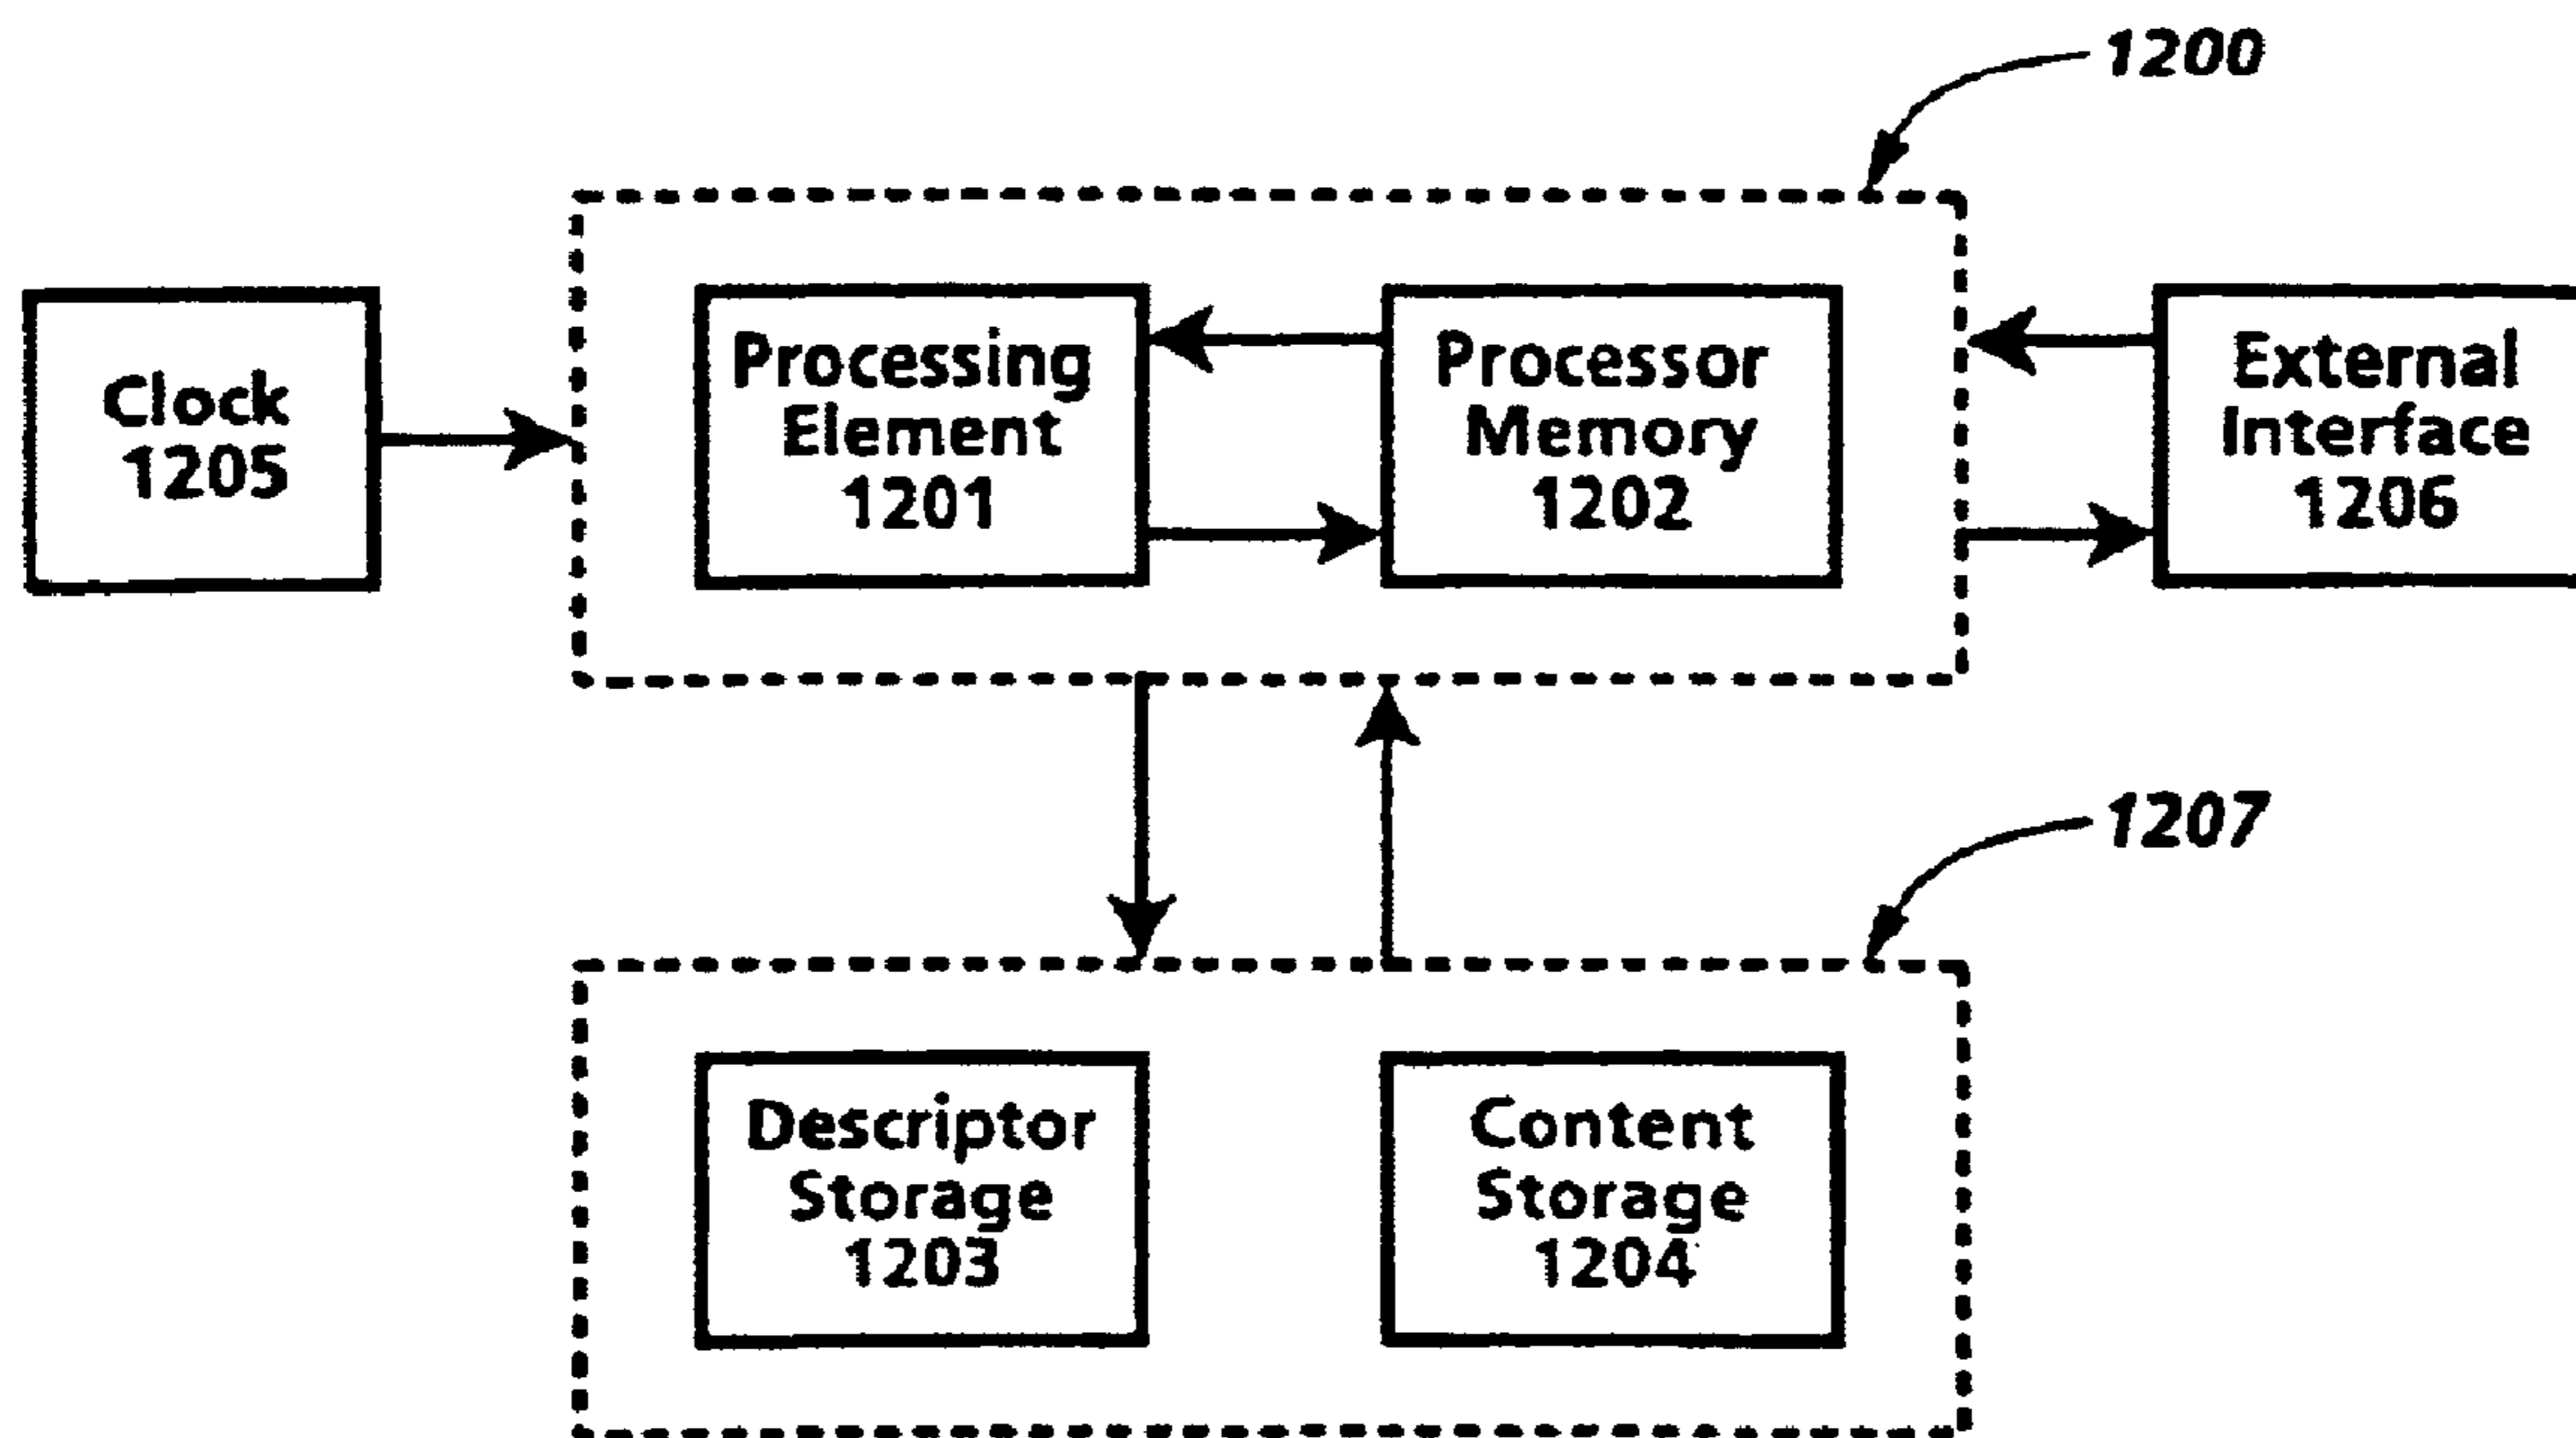 1200
Clock
1205
Processing
Element
1201
Processor
Memory
1202
External
Interface
1206
1207
Descriptor
Storage
1203
Content
Storage
1204